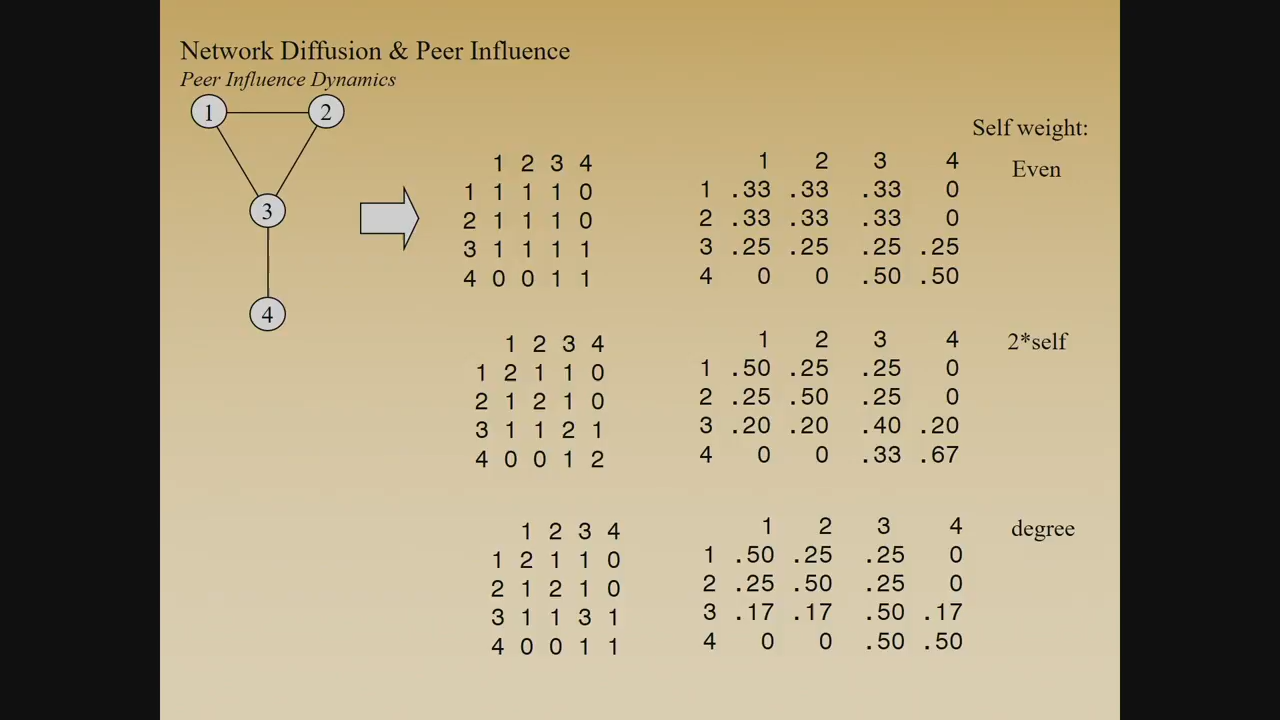 Network Diffusion & Peer Influence
Peer Influence Dynamics
1 2
3
4
1 2 3 4
1 1 1 1 0
2 1 1 1 0
3 1 1 1 1
4 0 0 1 1
Self weight:
Even
1 2 3 4
1 .33 .33 .33 0
2 .33 .33 .33 0
3 .25 .25 .25 .25
4 0 0 .50 .50
1 2 3 4
1 2 1 1 0
2 1 2 1 0
3 1 1 2 1
4 0 0 1 2
2*self
1 2 3 4
1 .50 .25 .25 0
2 .25 .50 .25 0
3 .20 .20 .40 .20
4 0 0 .33 .67
1 2 3 4
1 2 1 1 0
2 1 2 1 0
3 1 1 3 1
4 0 0 1 1
degree
1 2 3 4
1 .50 .25 .25 0
2 .25 .50 .25 0
3 .17 .17 .50 .17
4 0 0 .50 .50